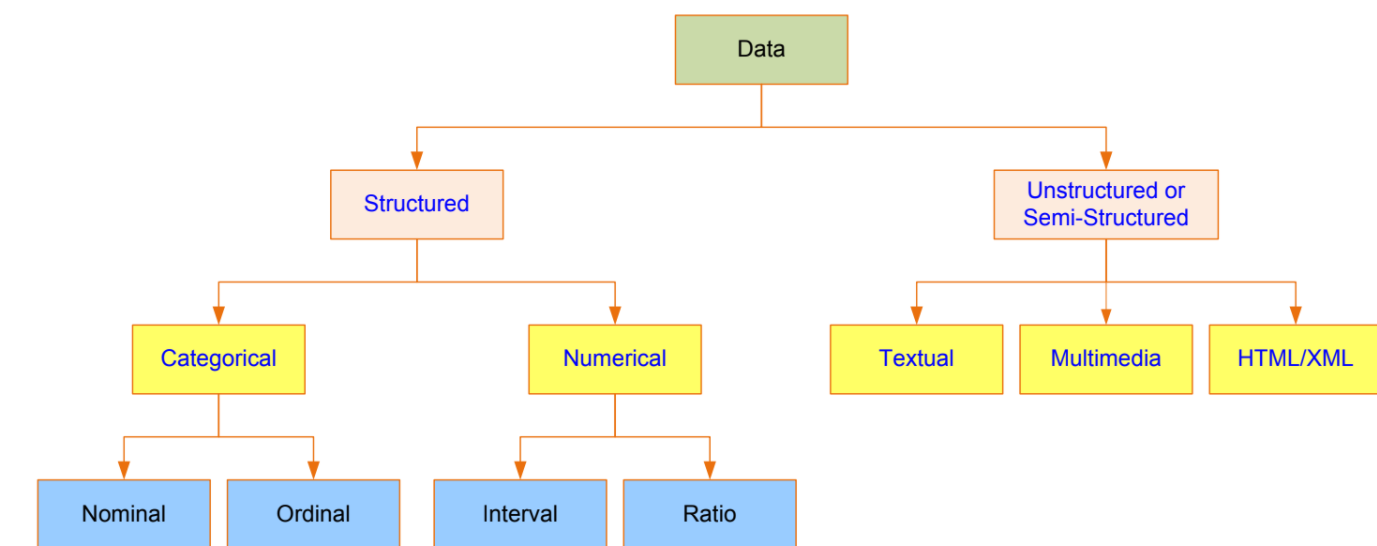 Data
Structured
Unstructured or
Semi-Structured
Categorical
Numerical
Textual
Multimedia
HTML/XML
Nominal
Ordinal
Interval
Ratio